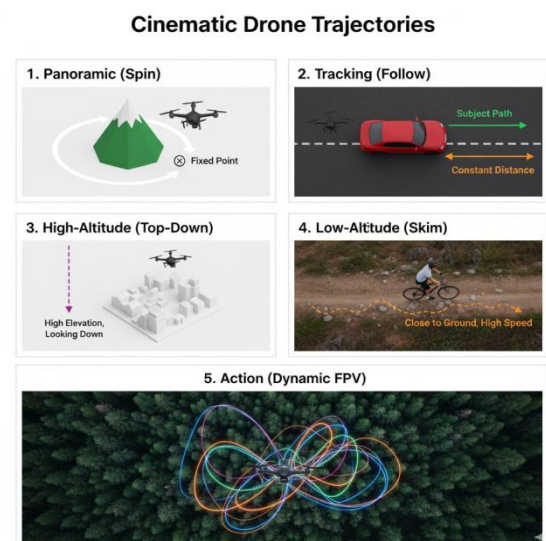 Cinematic Drone Trajectories
1. Panoramic (Spin)
Fixed Point
2. Tracking (Follow)
Subject Path
Constant Distance
3. High-Altitude (Top-Down)
High Elevation,
Looking Down
4. Low-Altitude (Skim)
Close to Ground, High Speed
5. Action (Dynamic FPV)